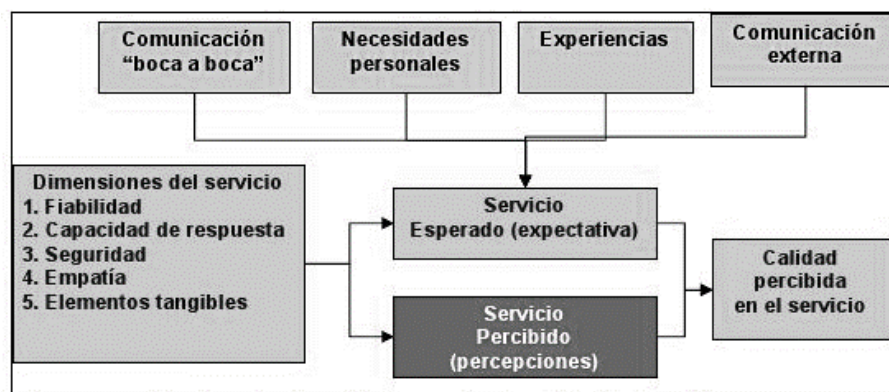 Comunicación
“boca a boca”
Necesidades
personales
Experiencias
Comunicación
externa
Dimensiones del servicio
1. Fiabilidad
2. Capacidad de respuesta
3. Seguridad
4. Empatía
5. Elementos tangibles
Servicio
Esperado (expectativa)
Servicio
Percibido
(percepciones)
Calidad
percibida
en el servicio